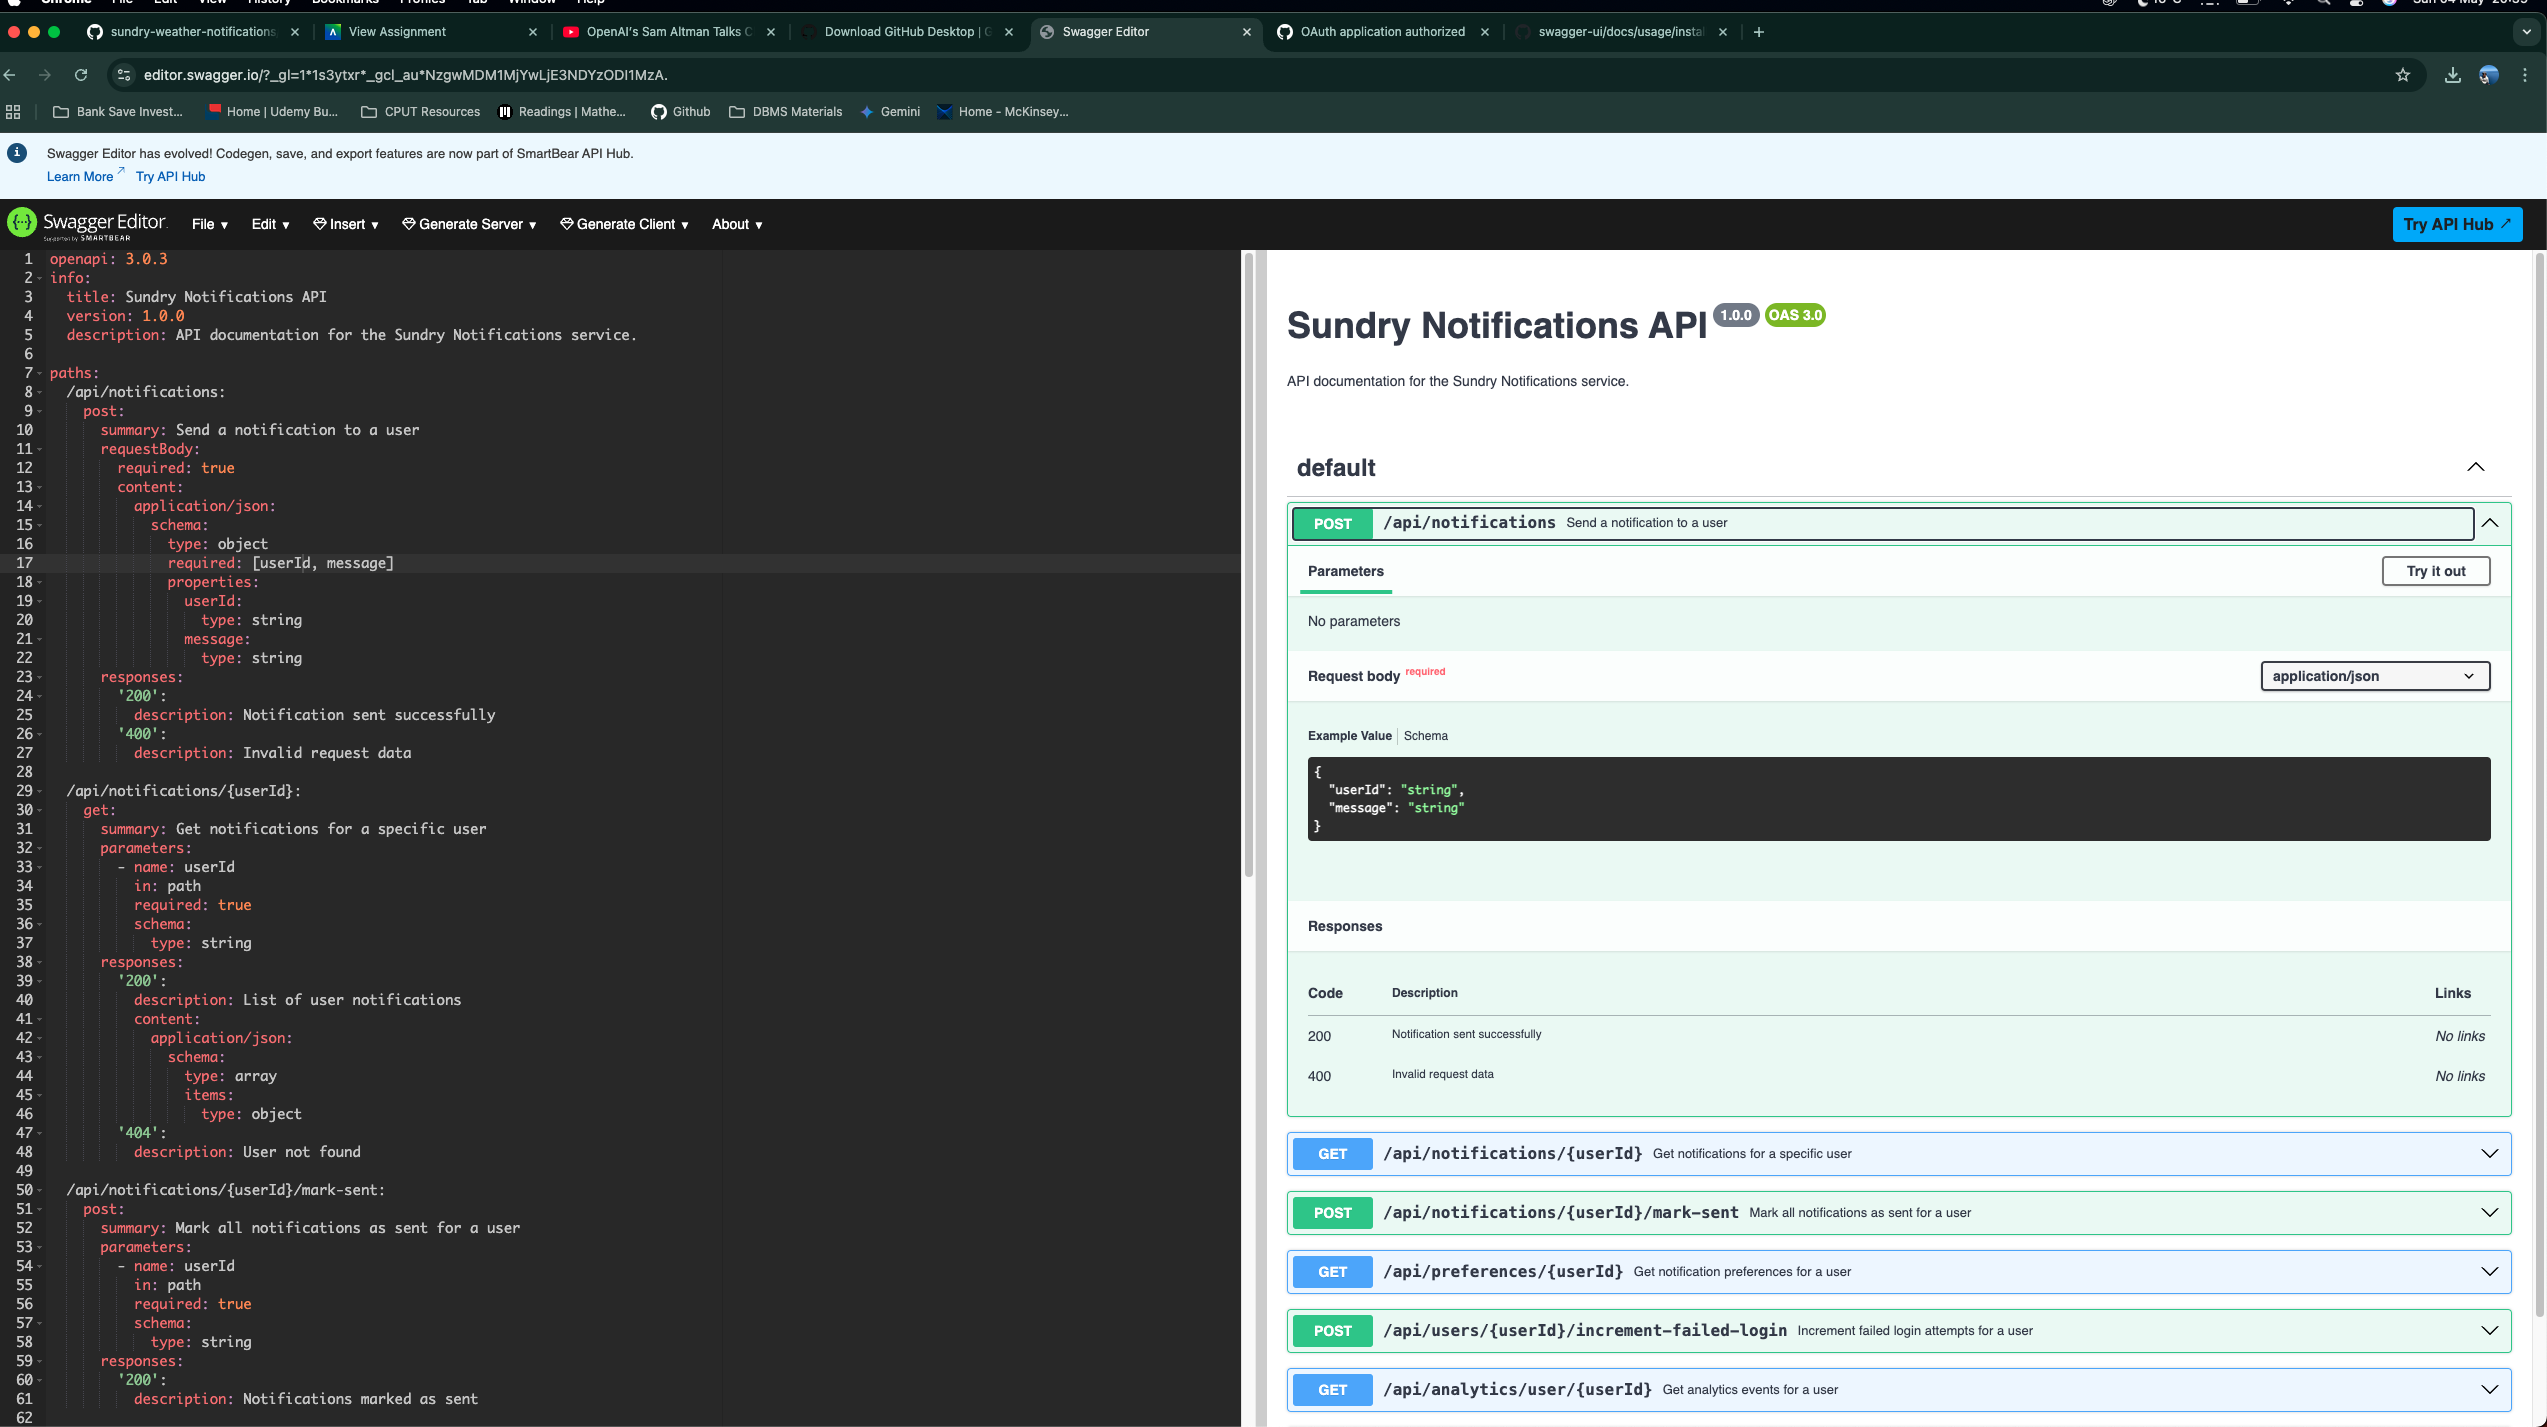 Chrome File Edit View History Bookmarks Profiles Tab Window Help
sundry-weather-notifications
View Assignment
OpenAI's Sam Altman Talks C
Download GitHub Desktop | G
Swagger Editor
OAuth application authorized
swagger-ui/docs/usage/instal
editor.swagger.io/?_gl=1*1s3ytxr*_gcl_au*NzgwMDM1MjYwLjE3NDYzODI1MzA.
Bank Save Invest...
Home | Udemy Bu...
CPUT Resources
Readings | Mathe...
Github
DBMS Materials
Gemini
Home - McKinsey...
Swagger Editor has evolved! Codegen, save, and export features are now part of SmartBear API Hub.
Learn More Try API Hub
Swagger Editor
Supported by SMARTBEAR
File Edit Insert Generate Server Generate Client About
Try API Hub
1 openapi: 3.0.3
2 info:
3 title: Sundry Notifications API
4 version: 1.0.0
5 description: API documentation for the Sundry Notifications service.
6
7 paths:
8 /api/notifications:
9 post:
10 summary: Send a notification to a user
11 requestBody:
12 required: true
13 content:
14 application/json:
15 schema:
16 type: object
17 required: [userId, message]
18 properties:
19 userId:
20 type: string
21 message:
22 type: string
23 responses:
24 '200':
25 description: Notification sent successfully
26 '400':
27 description: Invalid request data
28
29 /api/notifications/{userId}:
30 get:
31 summary: Get notifications for a specific user
32 parameters:
33 - name: userId
34 in: path
35 required: true
36 schema:
37 type: string
38 responses:
39 '200':
40 description: List of user notifications
41 content:
42 application/json:
43 schema:
44 type: array
45 items:
46 type: object
47 '404':
48 description: User not found
49
50 /api/notifications/{userId}/mark-sent:
51 post:
52 summary: Mark all notifications as sent for a user
53 parameters:
54 - name: userId
55 in: path
56 required: true
57 schema:
58 type: string
59 responses:
60 '200':
61 description: Notifications marked as sent
62
Sundry Notifications API 1.0.0 OAS 3.0
API documentation for the Sundry Notifications service.
default
POST /api/notifications Send a notification to a user
Parameters
Try it out
No parameters
Request body required
application/json
Example Value Schema
{
"userId": "string",
"message": "string"
}
Responses
Code Description Links
200 Notification sent successfully No links
400 Invalid request data No links
GET /api/notifications/{userId} Get notifications for a specific user
POST /api/notifications/{userId}/mark-sent Mark all notifications as sent for a user
GET /api/preferences/{userId} Get notification preferences for a user
POST /api/users/{userId}/increment-failed-login Increment failed login attempts for a user
GET /api/analytics/user/{userId} Get analytics events for a user